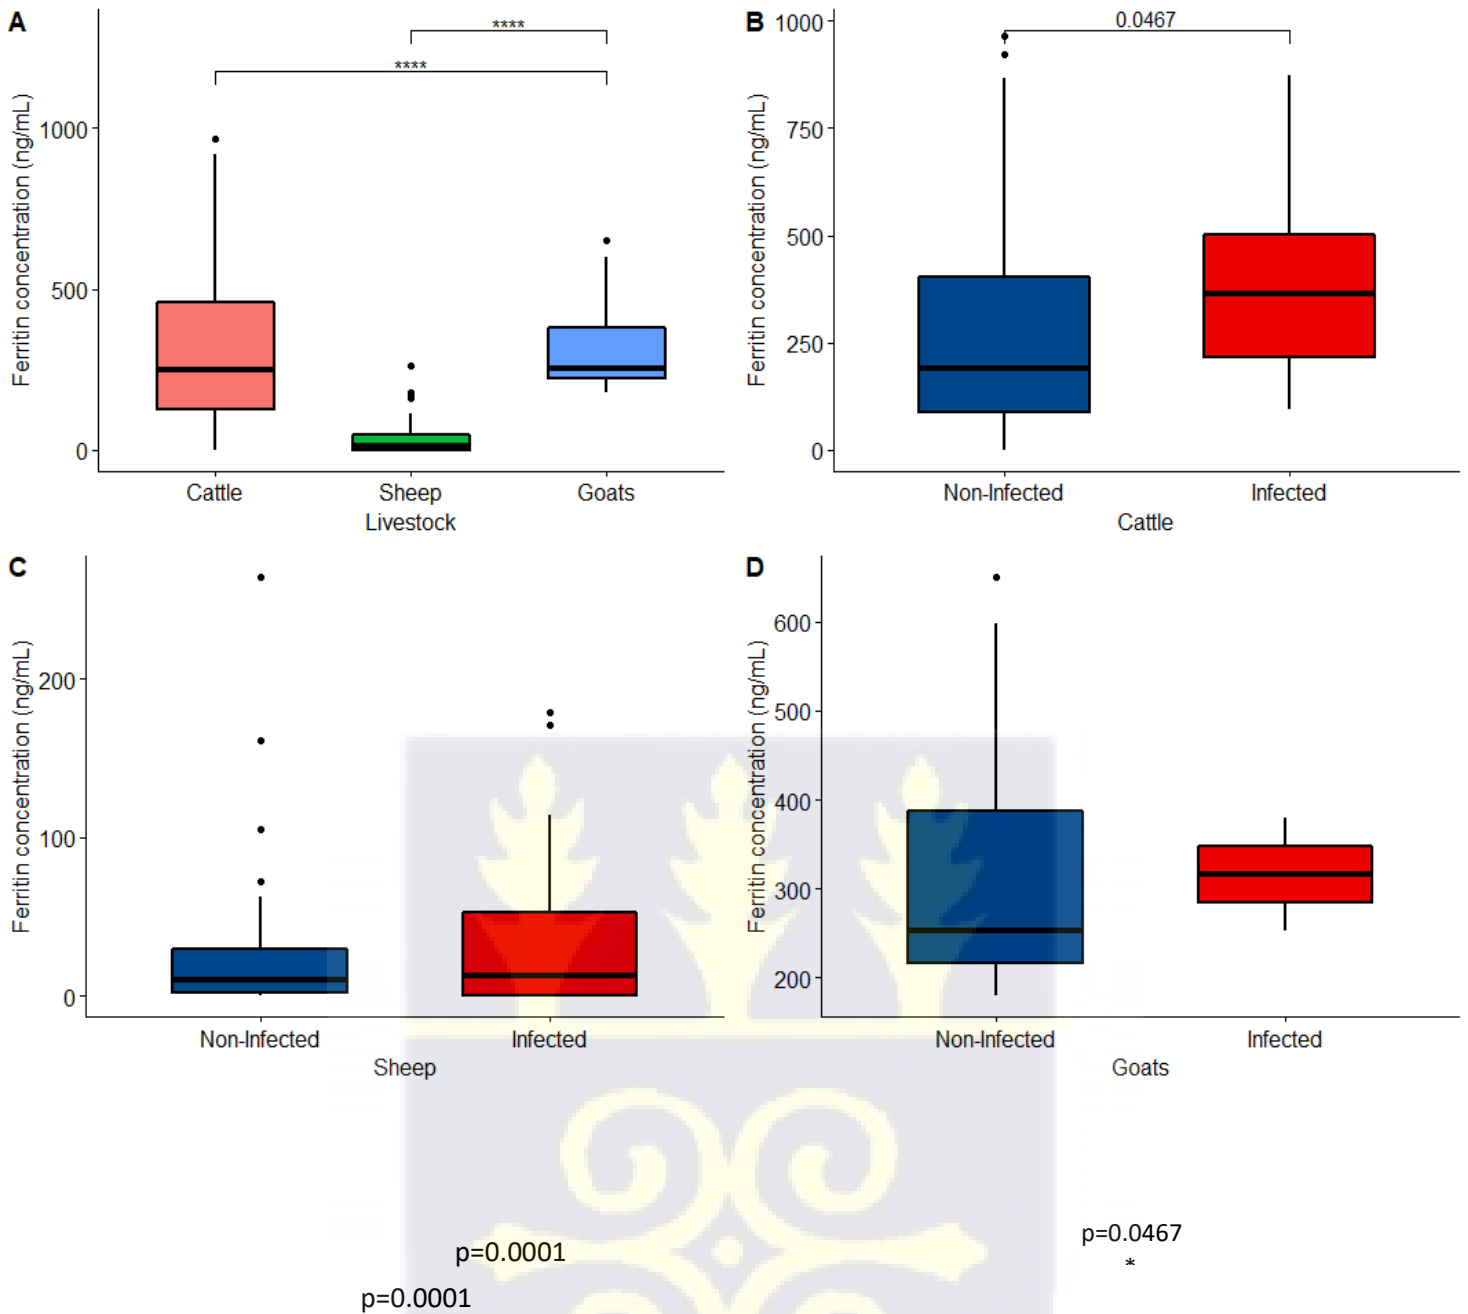 A
****
****
Ferritin concentration (ng/mL)
1000
500
0
Cattle
Sheep
Goats
Livestock
B
0.0467
Ferritin concentration (ng/mL)
1000
750
500
250
0
Non-Infected
Infected
Cattle
C
Ferritin concentration (ng/mL)
200
100
0
Non-Infected
Infected
Sheep
D
Ferritin concentration (ng/mL)
600
500
400
300
200
Non-Infected
Infected
Goats
p=0.0467
*
p=0.0001
p=0.0001